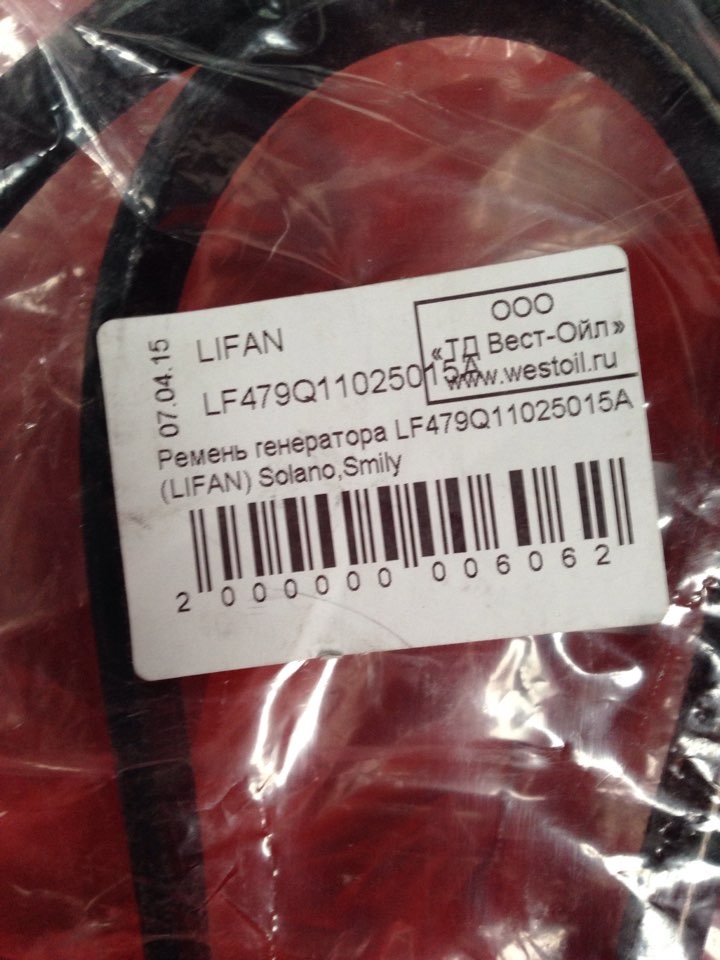 07.04.15
LIFAN
LF479Q11025015A
ООО
«ТД Вест-Ойл»
www.westoil.ru
Ремень генератора LF479Q11025015A
(LIFAN) Solano,Smily
2 000000 006062